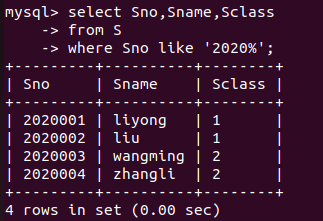 mysql> select Sno,Sname,Sclass
    -> from S
    -> where Sno like '2020%';
+---------+----------+--------+
| Sno     | Sname    | Sclass |
+---------+----------+--------+
| 2020001 | liyong   | 1      |
| 2020002 | liu      | 1      |
| 2020003 | wangming | 2      |
| 2020004 | zhangli  | 2      |
+---------+----------+--------+
4 rows in set (0.00 sec)